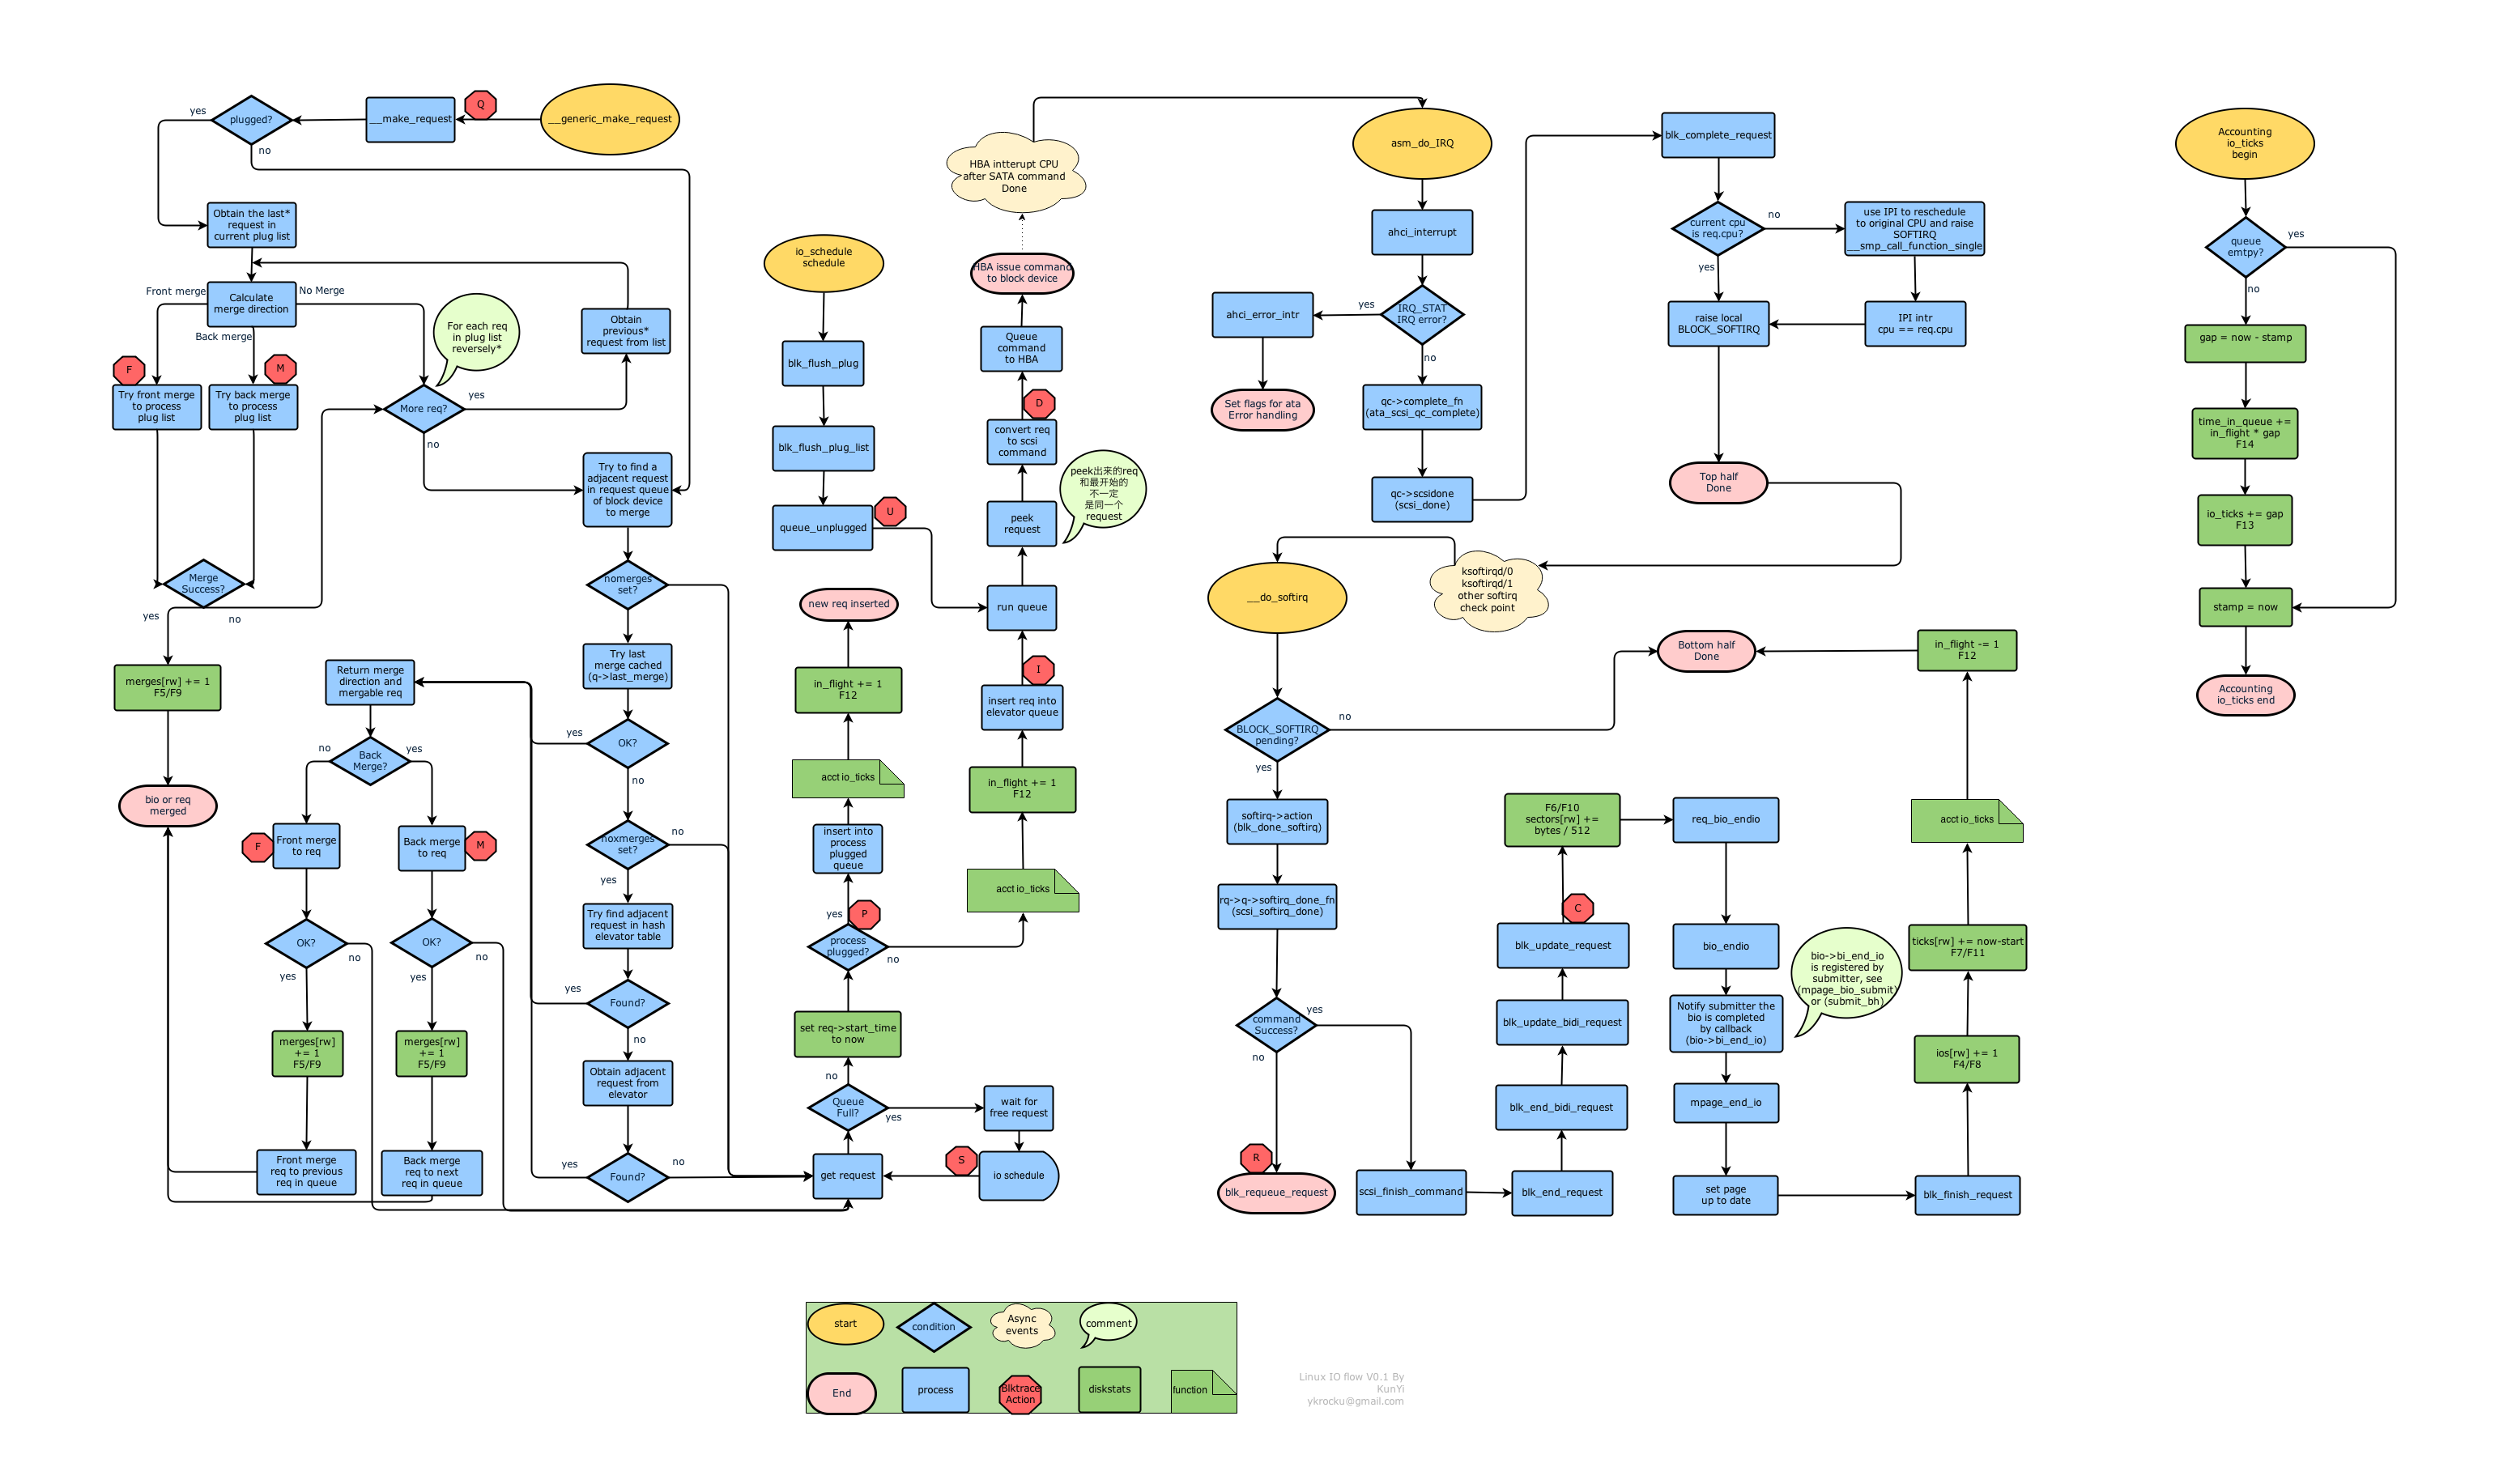 Q
__generic_make_request
__make_request
plugged?
yes
no
Obtain the last*
request in
current plug list
Calculate
merge direction
Front merge
No Merge
Back merge
For each req
in plug list
reversely*
Obtain
previous*
request from list
F
M
Try front merge
to process
plug list
Try back merge
to process
plug list
More req?
yes
no
Try to find a
adjacent request
in request queue
of block device
to merge
Merge
Success?
yes
no
nomerges
set?
merges[rw] += 1
F5/F9
bio or req
merged
Return merge
direction and
mergable req
Try last
merge cached
(q->last_merge)
OK?
yes
no
Back
Merge?
no
yes
F
Front merge
to req
Back merge
to req
M
noxmerges
set?
no
yes
OK?
no
yes
OK?
no
yes
Try find adjacent
request in hash
elevator table
Found?
yes
no
merges[rw]
+= 1
F5/F9
merges[rw]
+= 1
F5/F9
Obtain adjacent
request from
elevator
Front merge
req to previous
req in queue
Back merge
req to next
req in queue
Found?
yes
no
io_schedule
schedule
blk_flush_plug
blk_flush_plug_list
queue_unplugged
U
new req inserted
in_flight += 1
F12
acct io_ticks
insert into
process
plugged
queue
yes
P
process
plugged?
no
set req->start_time
to now
no
Queue
Full?
yes
wait for
free request
get request
S
io schedule
HBA intterupt CPU
after SATA command
Done
HBA issue command
to block device
Queue
command
to HBA
D
convert req
to scsi
command
peek出来的req
和最开始的
不一定
是同一个
request
peek
request
run queue
I
insert req into
elevator queue
in_flight += 1
F12
acct io_ticks
asm_do_IRQ
ahci_interrupt
IRQ_STAT
IRQ error?
yes
no
ahci_error_intr
Set flags for ata
Error handling
qc->complete_fn
(ata_scsi_qc_complete)
qc->scsidone
(scsi_done)
blk_complete_request
current cpu
is req.cpu?
no
yes
use IPI to reschedule
to original CPU and raise
SOFTIRQ
__smp_call_function_single
IPI intr
cpu == req.cpu
raise local
BLOCK_SOFTIRQ
Top half
Done
ksoftirqd/0
ksoftirqd/1
other softirq
check point
__do_softirq
BLOCK_SOFTIRQ
pending?
no
yes
Bottom half
Done
in_flight -= 1
F12
softirq->action
(blk_done_softirq)
rq->q->softirq_done_fn
(scsi_softirq_done)
command
Success?
yes
no
R
blk_requeue_request
scsi_finish_command
blk_end_request
blk_end_bidi_request
blk_update_bidi_request
blk_update_request
C
F6/F10
sectors[rw] +=
bytes / 512
req_bio_endio
bio_endio
bio->bi_end_io
is registered by
submitter, see
(mpage_bio_submit)
or (submit_bh)
Notify submitter the
bio is completed
by callback
(bio->bi_end_io)
mpage_end_io
set page
up to date
blk_finish_request
ios[rw] += 1
F4/F8
ticks[rw] += now-start
F7/F11
acct io_ticks
Accounting
io_ticks
begin
queue
emtpy?
yes
no
gap = now - stamp
time_in_queue +=
in_flight * gap
F14
io_ticks += gap
F13
stamp = now
Accounting
io_ticks end
start
condition
Async
events
comment
End
process
Blktrace
Action
diskstats
function
Linux IO flow V0.1 By
KunYi
ykrocku@gmail.com